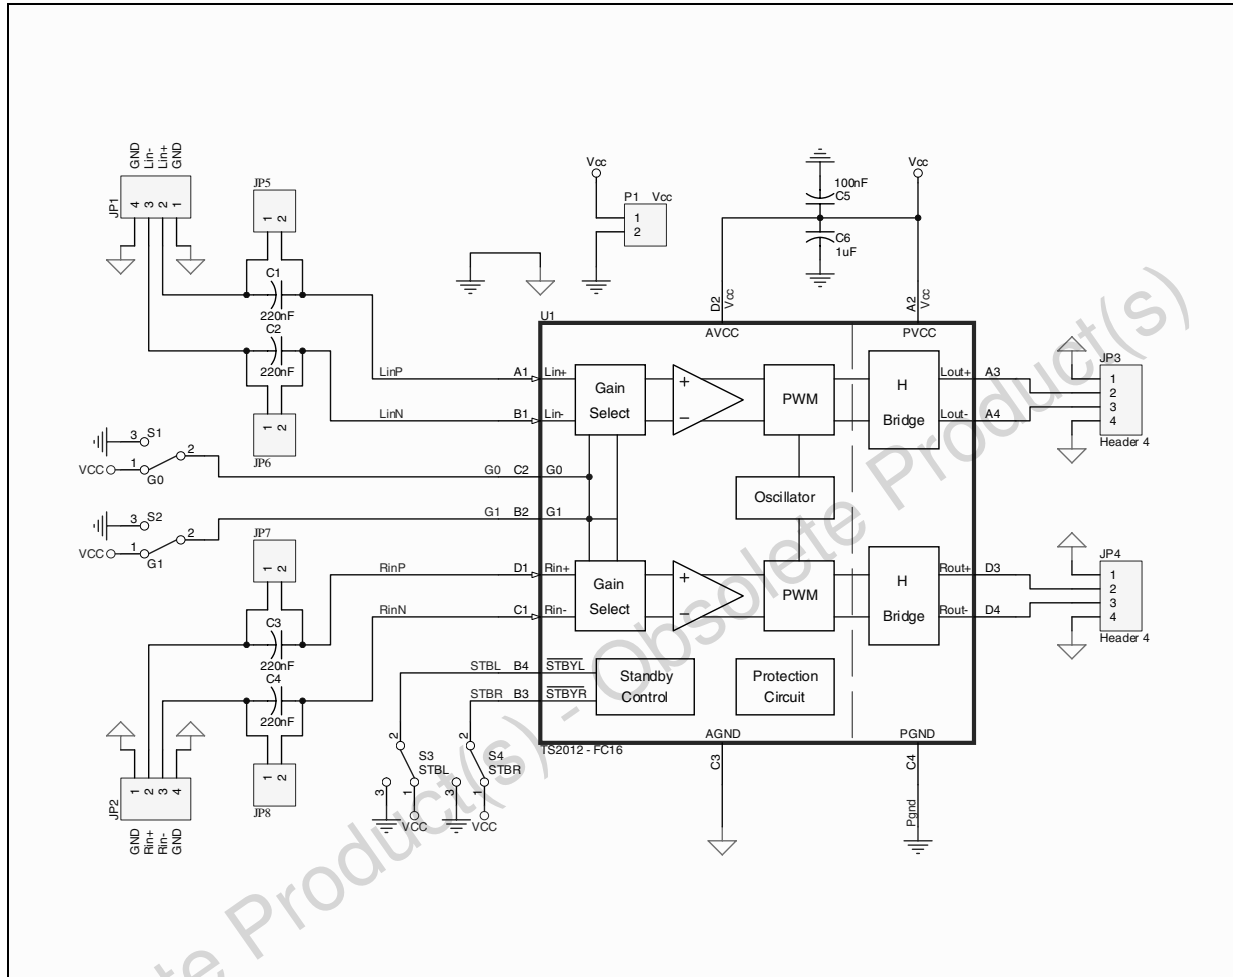 GND
Lin-
Lin+
GND
JP1
4 3 2 1
JP5
1 2
C1
220nF
C2
220nF
1 2
JP6
Vcc
P1 Vcc
1
2
100nF
C5
C6
1uF
Vcc
D2
Vcc
A2
Vcc
U1
AVCC
PVCC
LinP A1 Lin+
LinN B1 Lin-
Gain
Select
+
−
PWM
H
Bridge
Lout+ A3
Lout- A4
JP3
1
2
3
4
Header 4
3 S1
VCC 1 2
G0
G0 C2 G0
3 S2
VCC 1 2
G1
G1 B2 G1
Oscillator
JP7
1 2
C3
220nF
C4
220nF
1 2
JP8
RinP D1 Rin+
RinN C1 Rin-
Gain
Select
+
−
PWM
H
Bridge
Rout+ D3
Rout- D4
JP4
1
2
3
4
Header 4
STBL B4 STBYL
STBR B3 STBYR
Standby
Control
Protection
Circuit
AGND
PGND
TS2012 - FC16
2
S3
STBL
3 1
VCC
2
S4
STBR
3 1
VCC
C3
C4
Pgnd
JP2
1 2 3 4
GND
Rin+
Rin-
GND
te Product(s) - Obsolete Product(s)